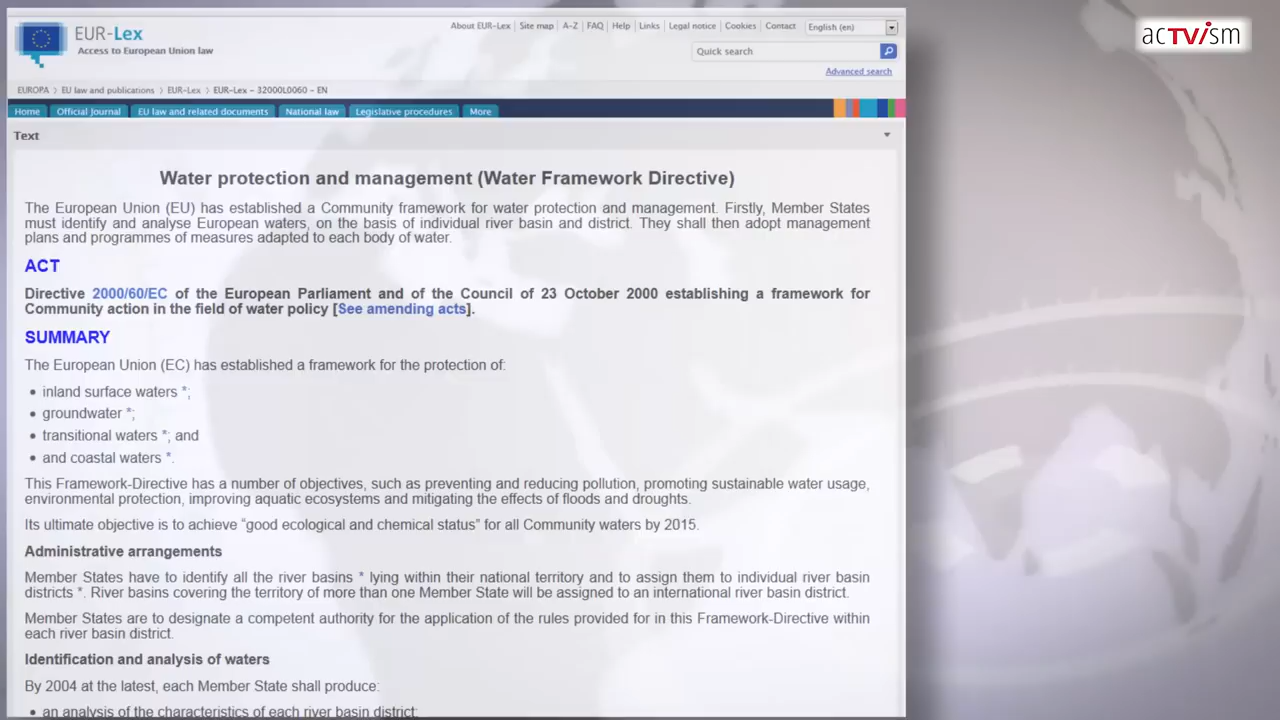 EUR-Lex
Access to European Union law
About EUR-Lex | Site map | A-Z | FAQ | Help | Links | Legal notice | Cookies | Contact English (en)
acTVism
Quick search
Advanced search
EUROPA > EU law and publications > EUR-Lex > EUR-Lex - 32000L0060 - EN
Home Official Journal EU law and related documents National law Legislative procedures More
Text
Water protection and management (Water Framework Directive)
The European Union (EU) has established a Community framework for water protection and management. Firstly, Member States
must identify and analyse European waters, on the basis of individual river basin and district. They shall then adopt management
plans and programmes of measures adapted to each body of water.
ACT
Directive 2000/60/EC of the European Parliament and of the Council of 23 October 2000 establishing a framework for
Community action in the field of water policy [See amending acts].
SUMMARY
The European Union (EC) has established a framework for the protection of:
• inland surface waters *;
• groundwater *;
• transitional waters *; and
• and coastal waters *.
This Framework-Directive has a number of objectives, such as preventing and reducing pollution, promoting sustainable water usage,
environmental protection, improving aquatic ecosystems and mitigating the effects of floods and droughts.
Its ultimate objective is to achieve “good ecological and chemical status” for all Community waters by 2015.
Administrative arrangements
Member States have to identify all the river basins * lying within their national territory and to assign them to individual river basin
districts *. River basins covering the territory of more than one Member State will be assigned to an international river basin district.
Member States are to designate a competent authority for the application of the rules provided for in this Framework-Directive within
each river basin district.
Identification and analysis of waters
By 2004 at the latest, each Member State shall produce:
• an analysis of the characteristics of each river basin district;